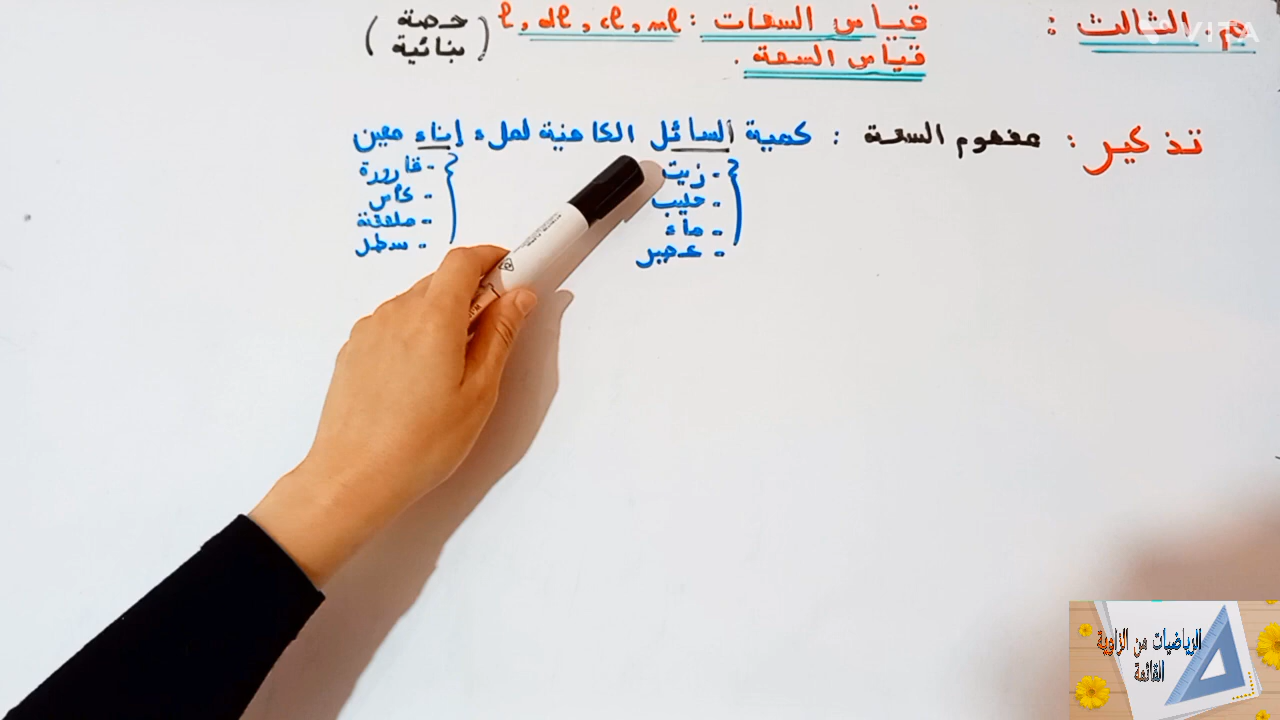 م. الثالث : قياس السعات : l , dl , cl , ml ( حصة بنائية )
قياس السعة .
تذكير : مفهوم السعة : كمية السائل الكافية لملء إناء معين
- زيت
- حليب
- ماء
- عصير
- قارورة
- كأس
- ملعقة
- سطل
VITA
الرياضيات من الزاوية
القائمة